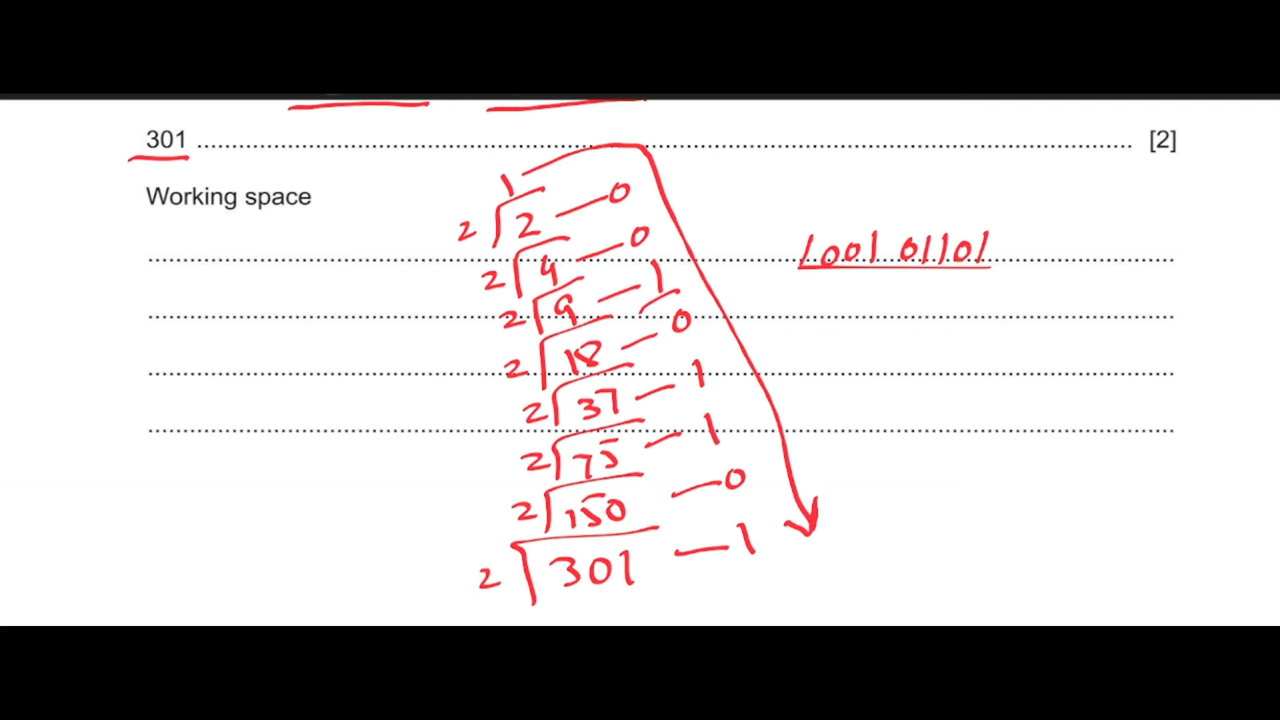 301 ........ [2]
1
Working space
2 2 — 0
2 4 — 0
1001 01101
2 9 — 1
2 18 — 0
2 37 — 1
2 75 — 1
2 150 — 0
2 301 — 1